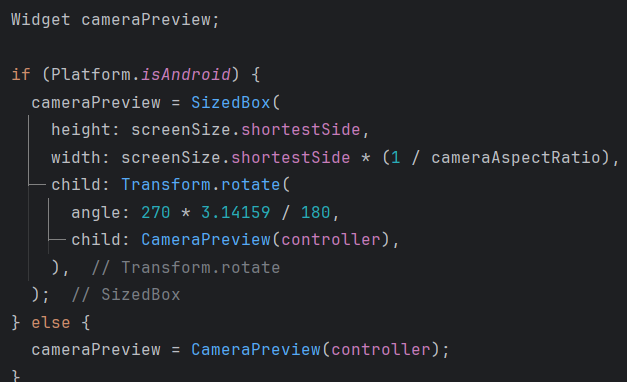 Widget cameraPreview;
if (Platform.isAndroid) {
cameraPreview = SizedBox(
height: screenSize.shortestSide,
width: screenSize.shortestSide * (1 / cameraAspectRatio),
child: Transform.rotate(
angle: 270 * 3.14159 / 180,
child: CameraPreview(controller),
),  // Transform.rotate
);  // SizedBox
} else {
cameraPreview = CameraPreview(controller);
}